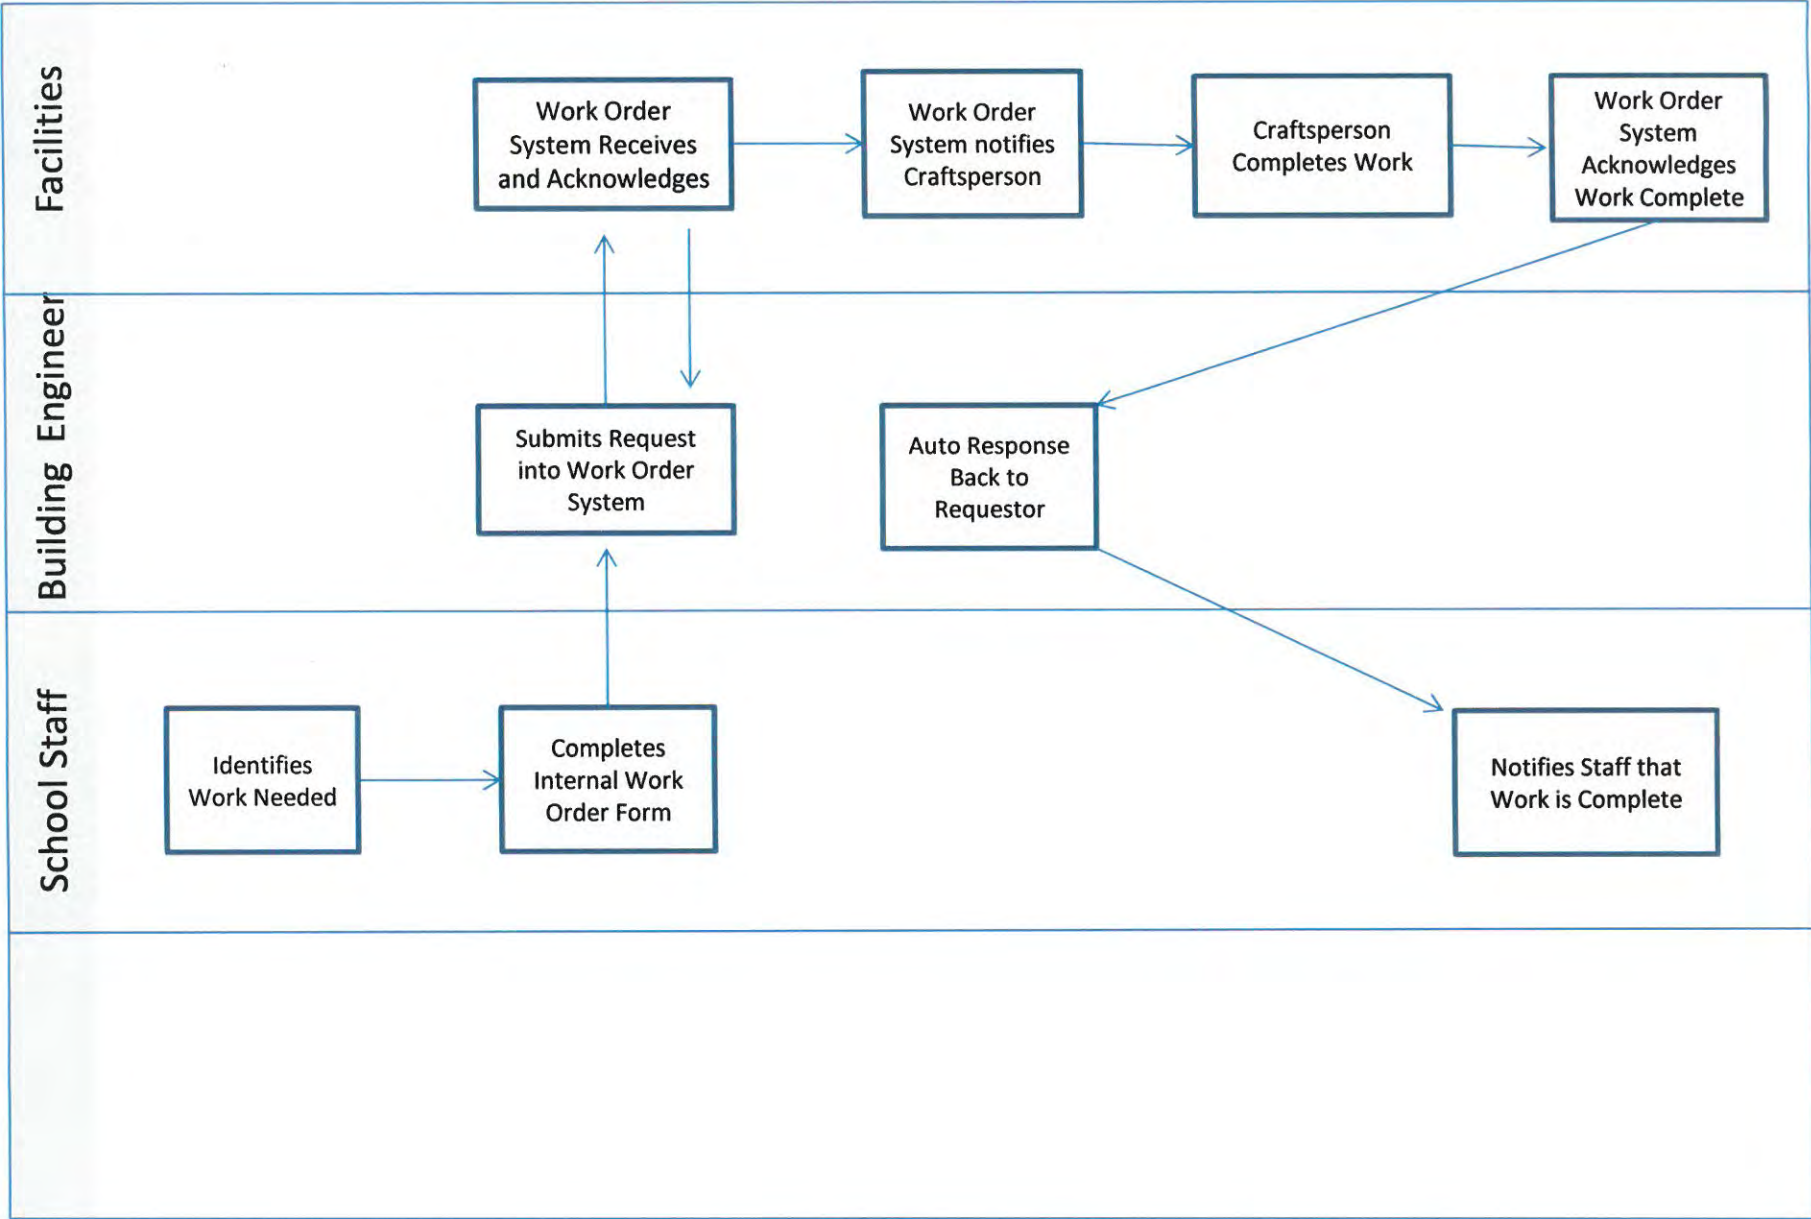 Facilities
Work Order
System Receives
and Acknowledges
Work Order
System notifies
Craftsperson
Craftsperson
Completes Work
Work Order
System
Acknowledges
Work Complete
Building Engineer
Submits Request
into Work Order
System
Auto Response
Back to
Requestor
School Staff
Identifies
Work Needed
Completes
Internal Work
Order Form
Notifies Staff that
Work is Complete